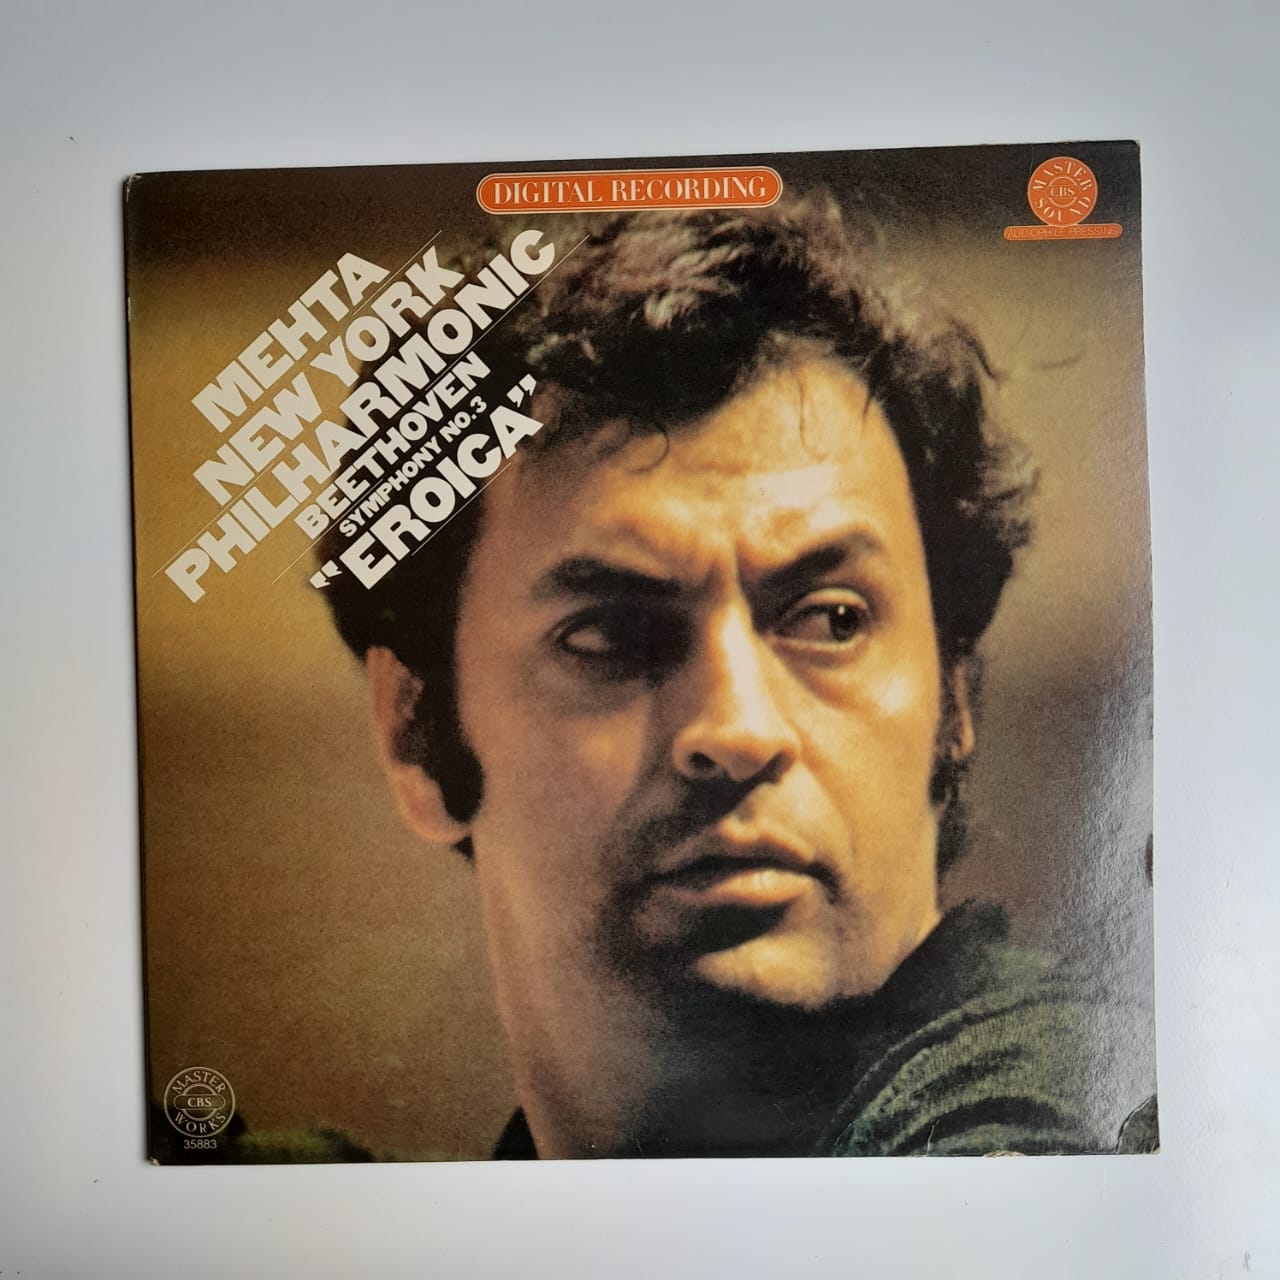 DIGITAL RECORDING
MASTER
CBS
SOUND
AUDIOPHILE PRESSING
MEHTA
NEW YORK
PHILHARMONIC
BEETHOVEN
SYMPHONY NO.3
“EROICA”
MASTER
CBS
WORKS
35883